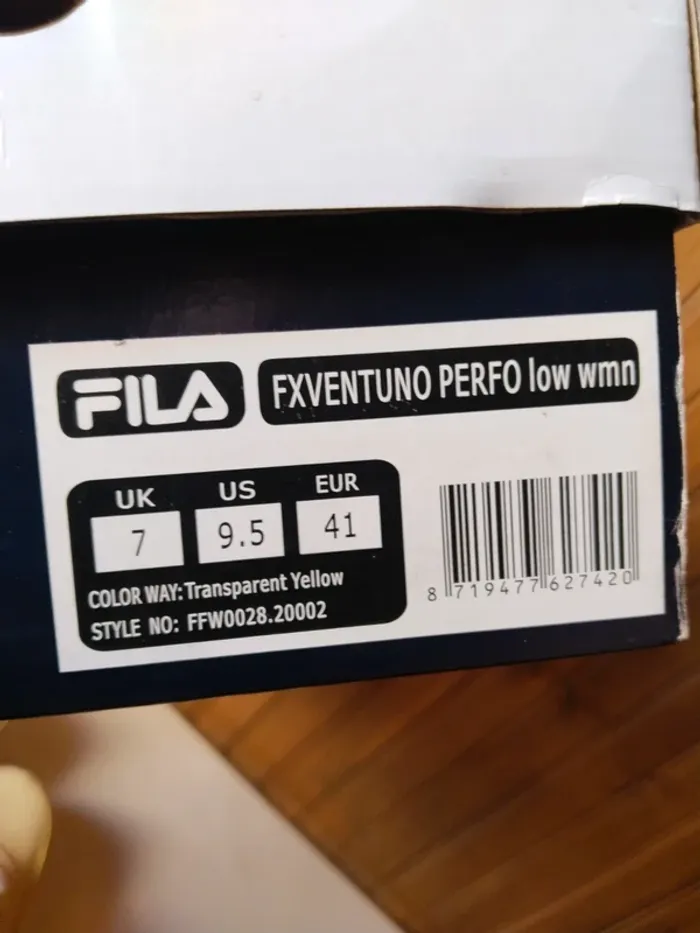 FILA FXVENTUNO PERFO low wmn
UK US EUR
7 9.5 41
COLOR WAY: Transparent Yellow
STYLE NO: FFW0028.20002
8 719477 627420